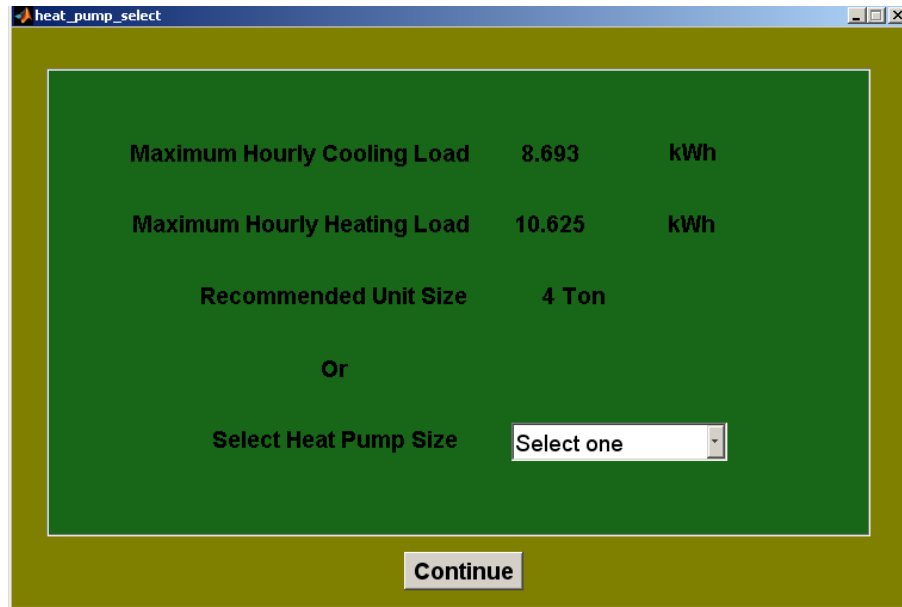 heat_pump_select
Maximum Hourly Cooling Load 8.693 kWh
Maximum Hourly Heating Load 10.625 kWh
Recommended Unit Size 4 Ton
Or
Select Heat Pump Size Select one
Continue